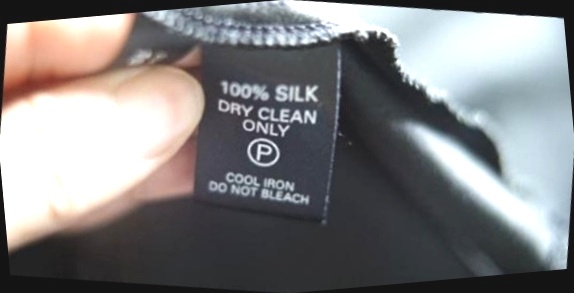 100% SILK
DRY CLEAN
ONLY
P
COOL IRON
DO NOT BLEACH